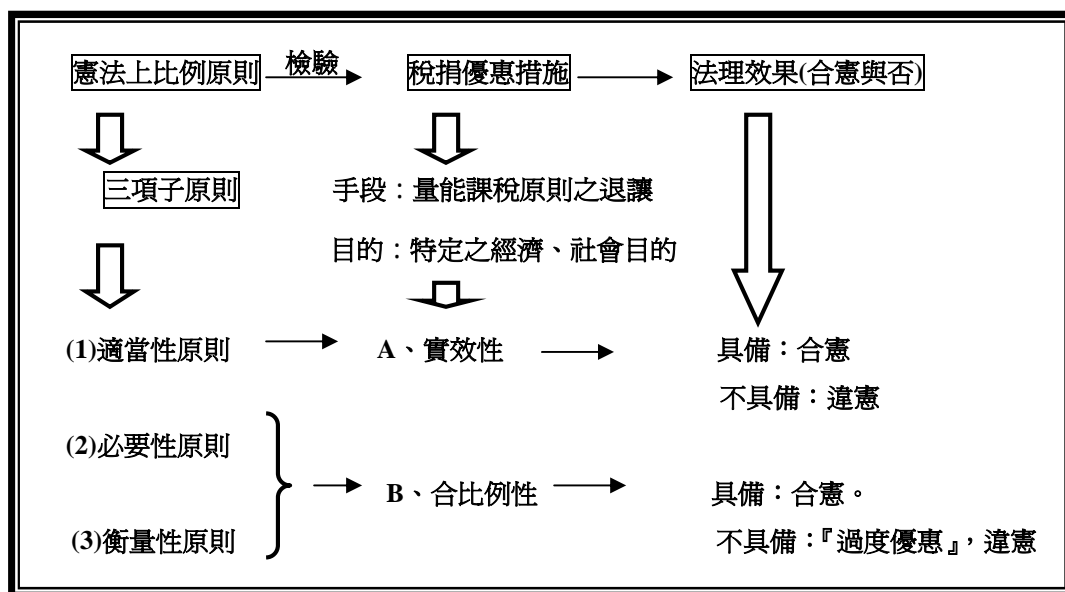 憲法上比例原則 檢驗 稅捐優惠措施 法理效果(合憲與否)
三項子原則 手段：量能課稅原則之退讓
目的：特定之經濟、社會目的
(1)適當性原則 A、實效性 具備：合憲
不具備：違憲
(2)必要性原則
B、合比例性 具備：合憲。
(3)衡量性原則 不具備：『過度優惠』，違憲